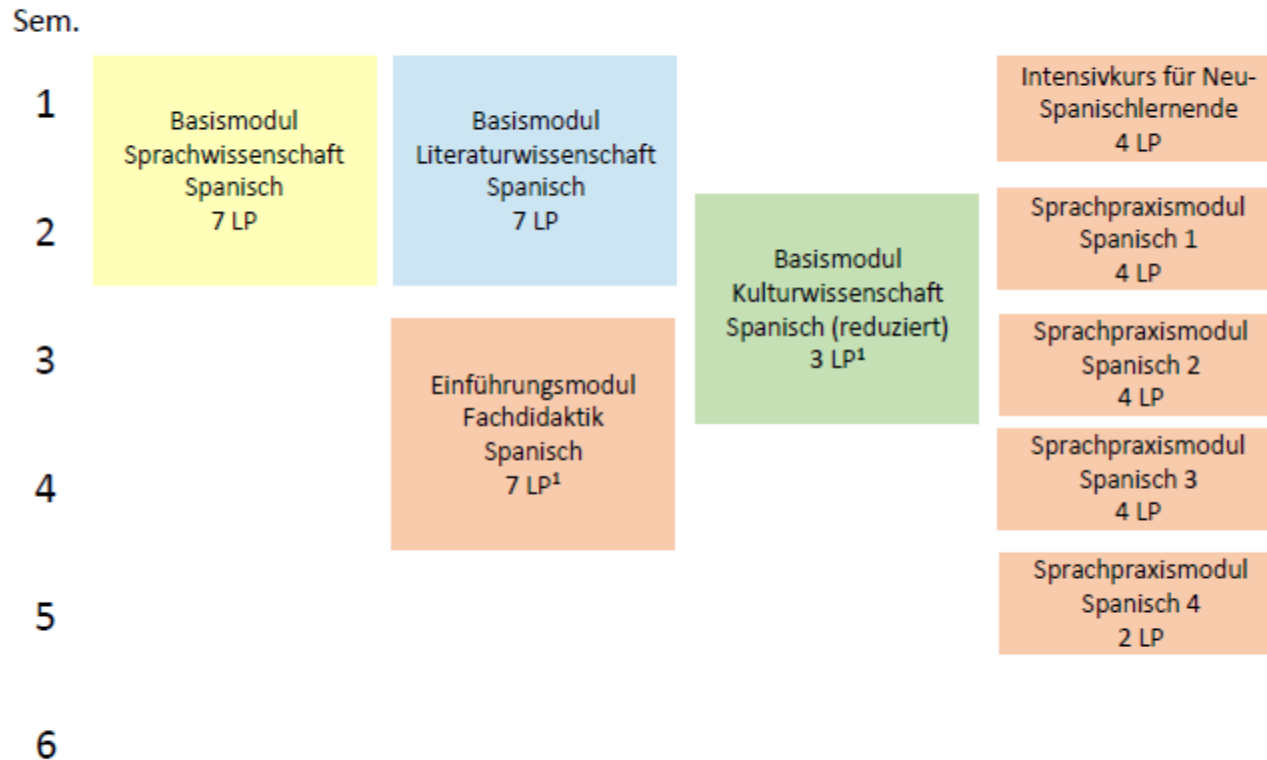 Sem.
1
Basismodul
Sprachwissenschaft
Spanisch
7 LP
Basismodul
Literaturwissenschaft
Spanisch
7 LP
Intensivkurs für Neu-
Spanischlernende
4 LP
2
Basismodul
Kulturwissenschaft
Spanisch (reduziert)
3 LP¹
Sprachpraxismodul
Spanisch 1
4 LP
3
Einführungsmodul
Fachdidaktik
Spanisch
7 LP¹
Sprachpraxismodul
Spanisch 2
4 LP
4
Sprachpraxismodul
Spanisch 3
4 LP
5
Sprachpraxismodul
Spanisch 4
2 LP
6